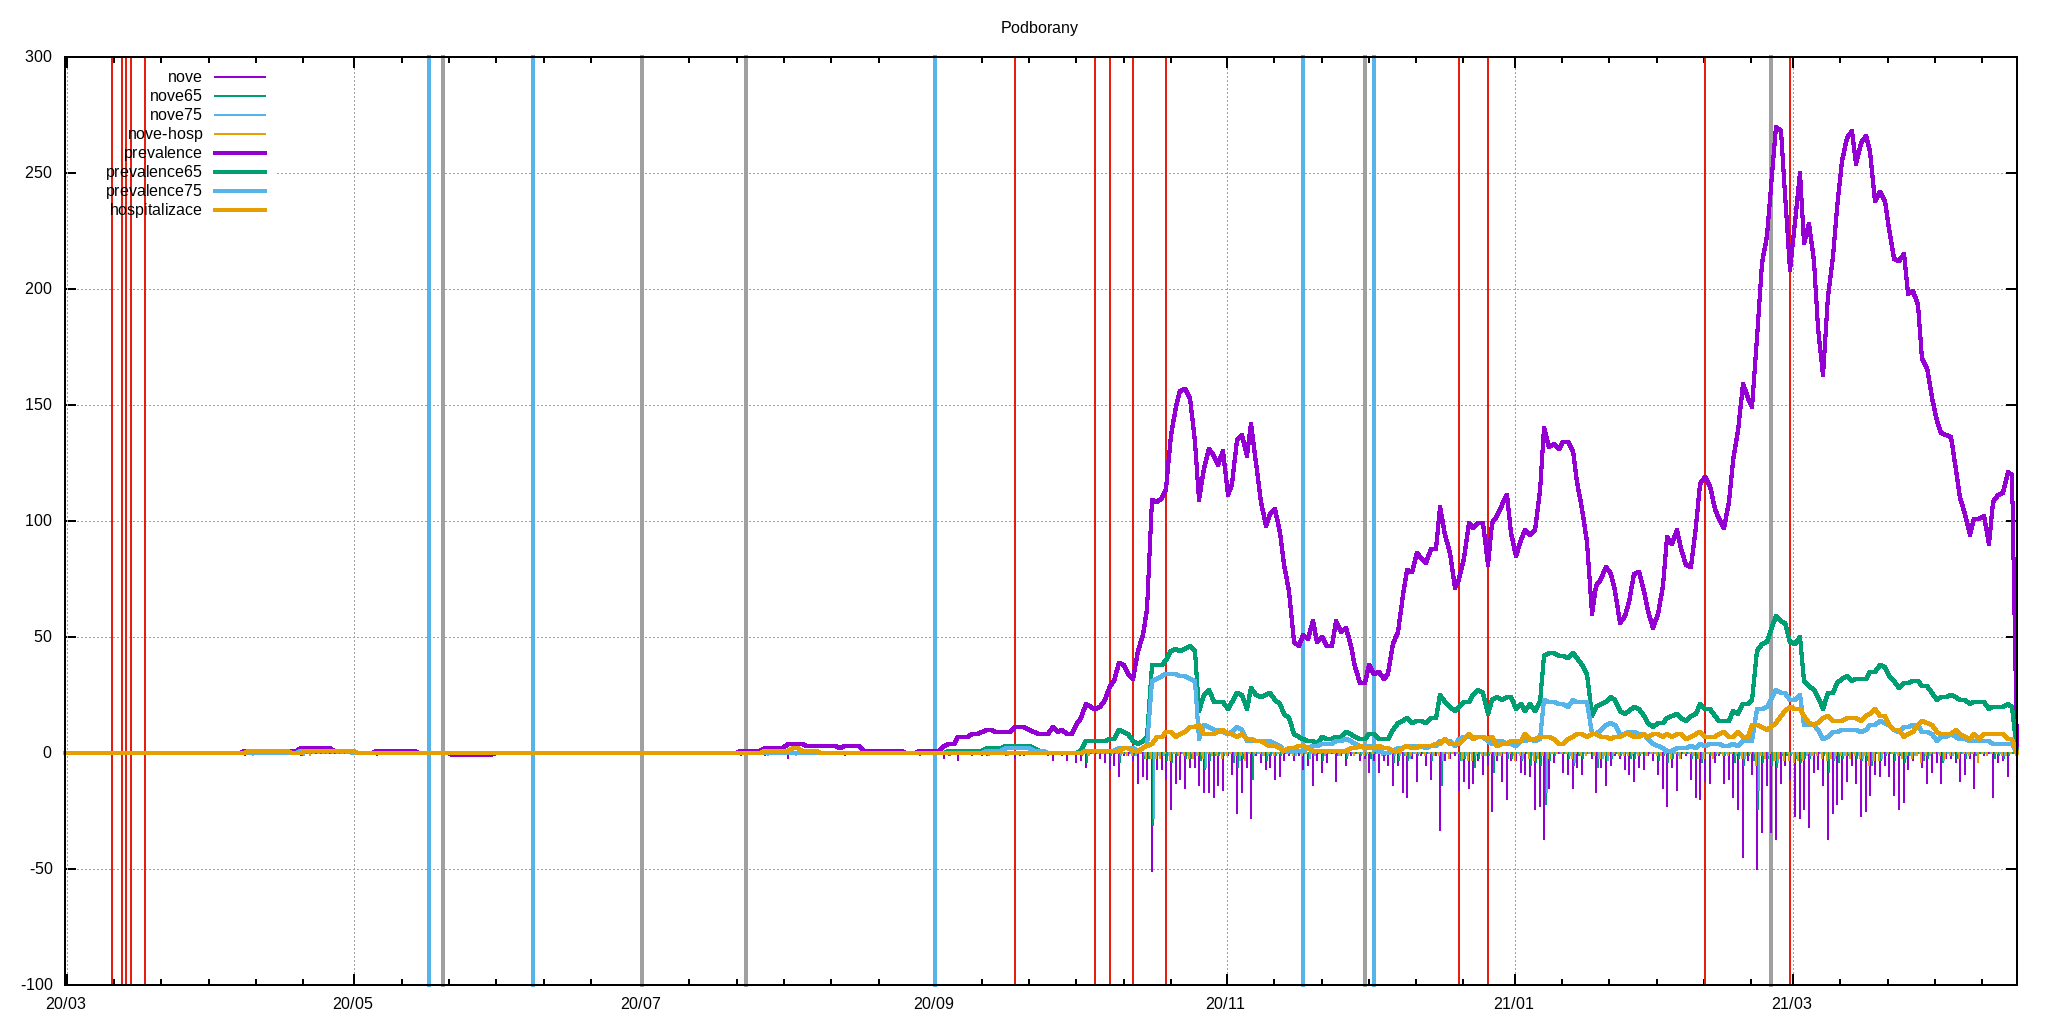 Podborany
300
250
200
150
100
50
0
-50
-100
nove
nove65
nove75
nove-hosp
prevalence
prevalence65
prevalence75
hospitalizace
20/03 20/05 20/07 20/09 20/11 21/01 21/03